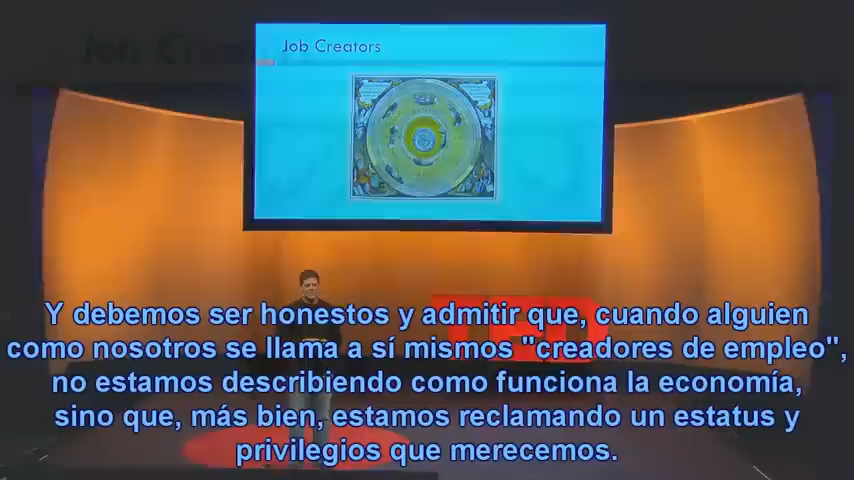 Job Creators
Y debemos ser honestos y admitir que, cuando alguien
como nosotros se llama a sí mismos "creadores de empleo",
no estamos describiendo como funciona la economía,
sino que, más bien, estamos reclamando un estatus y
privilegios que merecemos.
TED